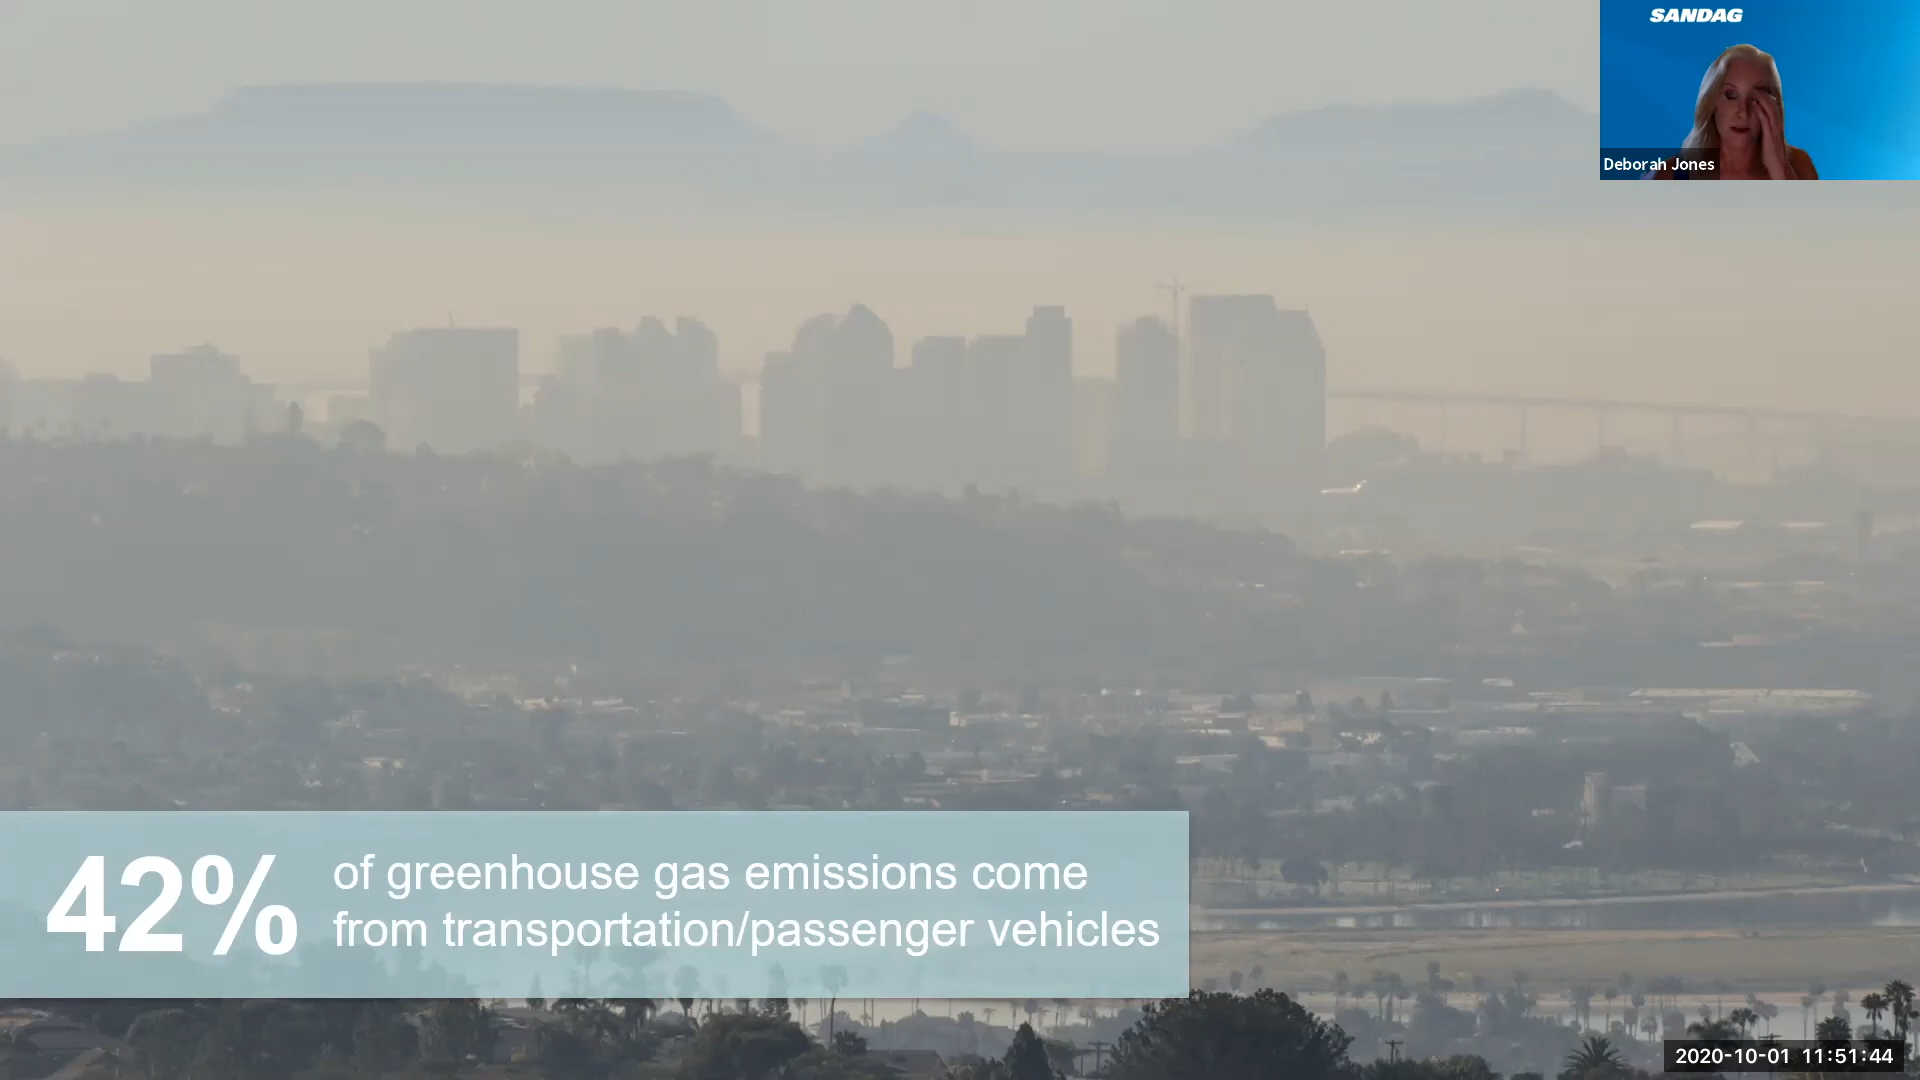 SANDAG
Deborah Jones
42%
of greenhouse gas emissions come
from transportation/passenger vehicles
2020-10-01 11:51:44